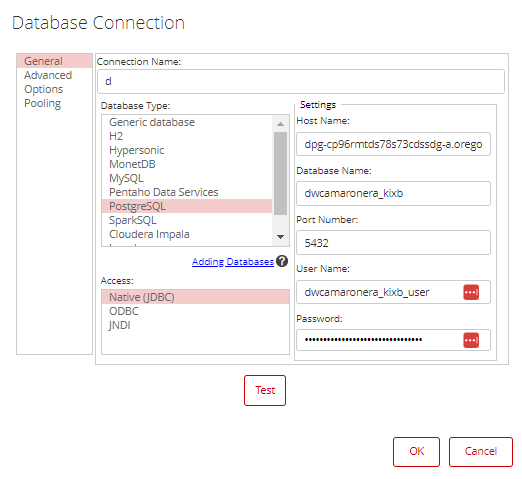 Database Connection
General
Advanced
Options
Pooling
Connection Name:
d
Database Type:
Generic database
H2
Hypersonic
MonetDB
MySQL
Pentaho Data Services
PostgreSQL
SparkSQL
Cloudera Impala
Adding Databases
Access:
Native (JDBC)
ODBC
JNDI
Settings
Host Name:
dpg-cp96rmtds78s73cdssdg-a.orego
Database Name:
dwcamaronera_kixb
Port Number:
5432
User Name:
dwcamaronera_kixb_user
Password:
••••••••••••••••••••••••••••••••
Test
OK
Cancel